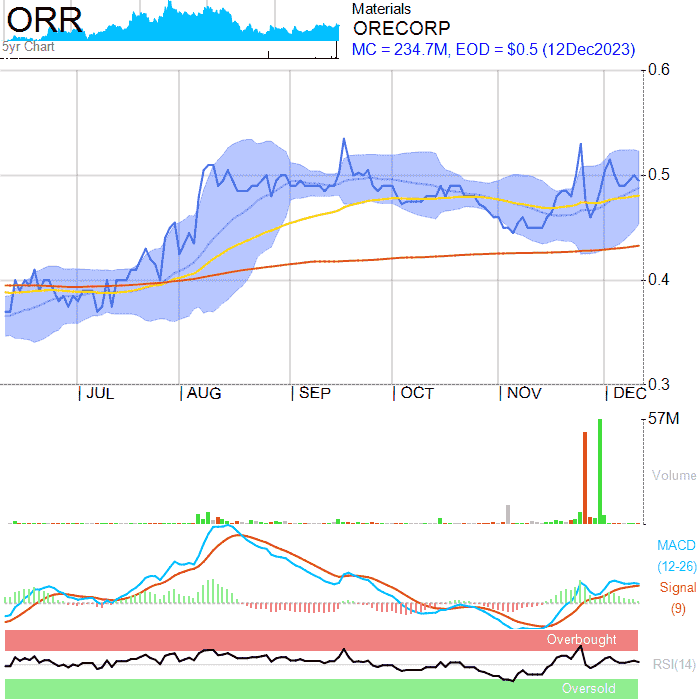 ORR
5yr Chart
Materials
ORECORP
MC = 234.7M, EOD = $0.5 (12Dec2023)
0.6
0.5
0.4
0.3
JUL AUG SEP OCT NOV DEC
57M
Volume
MACD
(12-26)
Signal
(9)
Overbought
RSI(14)
Oversold